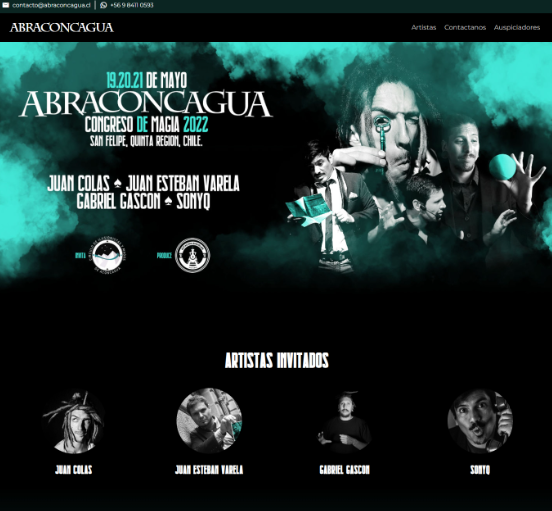 contacto@abraconcagua.cl | +56 9 8411 0593
ABRACONCAGUA
Artistas Contactanos Auspiciadores
19.20.21 DE MAYO
ABRACONCAGUA
CONGRESO DE MAGIA 2022
SAN FELIPE, QUINTA REGION, CHILE.
JUAN COLAS ♠ JUAN ESTEBAN VARELA
GABRIEL GASCON ♠ SONYQ
INVITA
PRODUCE
ARTISTAS INVITADOS
JUAN COLAS
JUAN ESTEBAN VARELA
GABRIEL GASCON
SONYQ